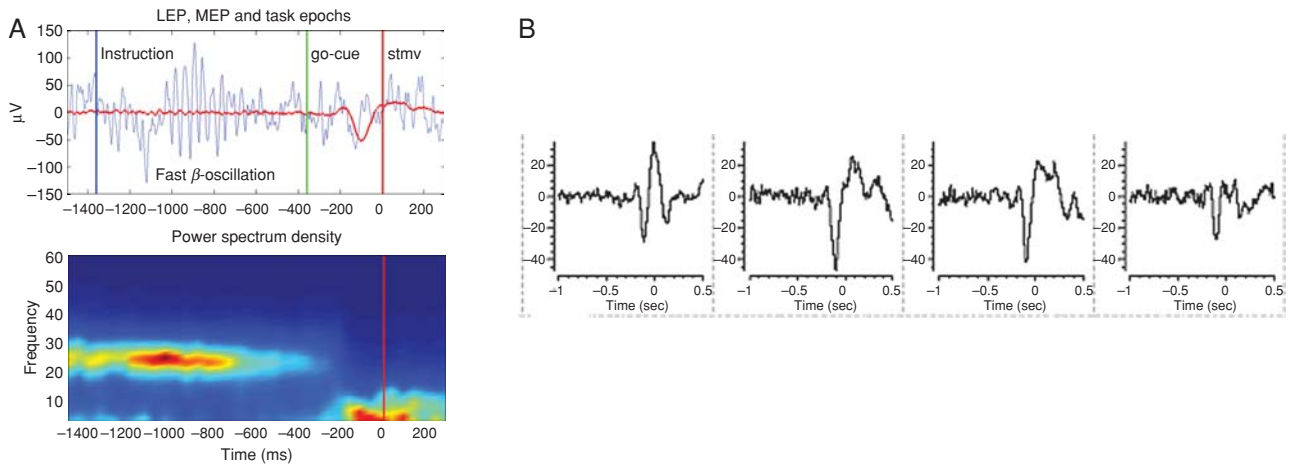 A
LEP, MEP and task epochs
150
100
50
0
−50
−100
−150
μV
Instruction
go-cue
stmv
Fast β-oscillation
−1400 −1200 −1000 −800 −600 −400 −200 0 200
Power spectrum density
60
50
40
30
20
10
Frequency
−1400 −1200 −1000 −800 −600 −400 −200 0 200
Time (ms)
B
20
0
−20
−40
−1 −0.5 0 0.5
Time (sec)
20
0
−20
−40
−1 −0.5 0 0.5
Time (sec)
20
0
−20
−40
−1 −0.5 0 0.5
Time (sec)
20
0
−20
−40
−1 −0.5 0 0.5
Time (sec)